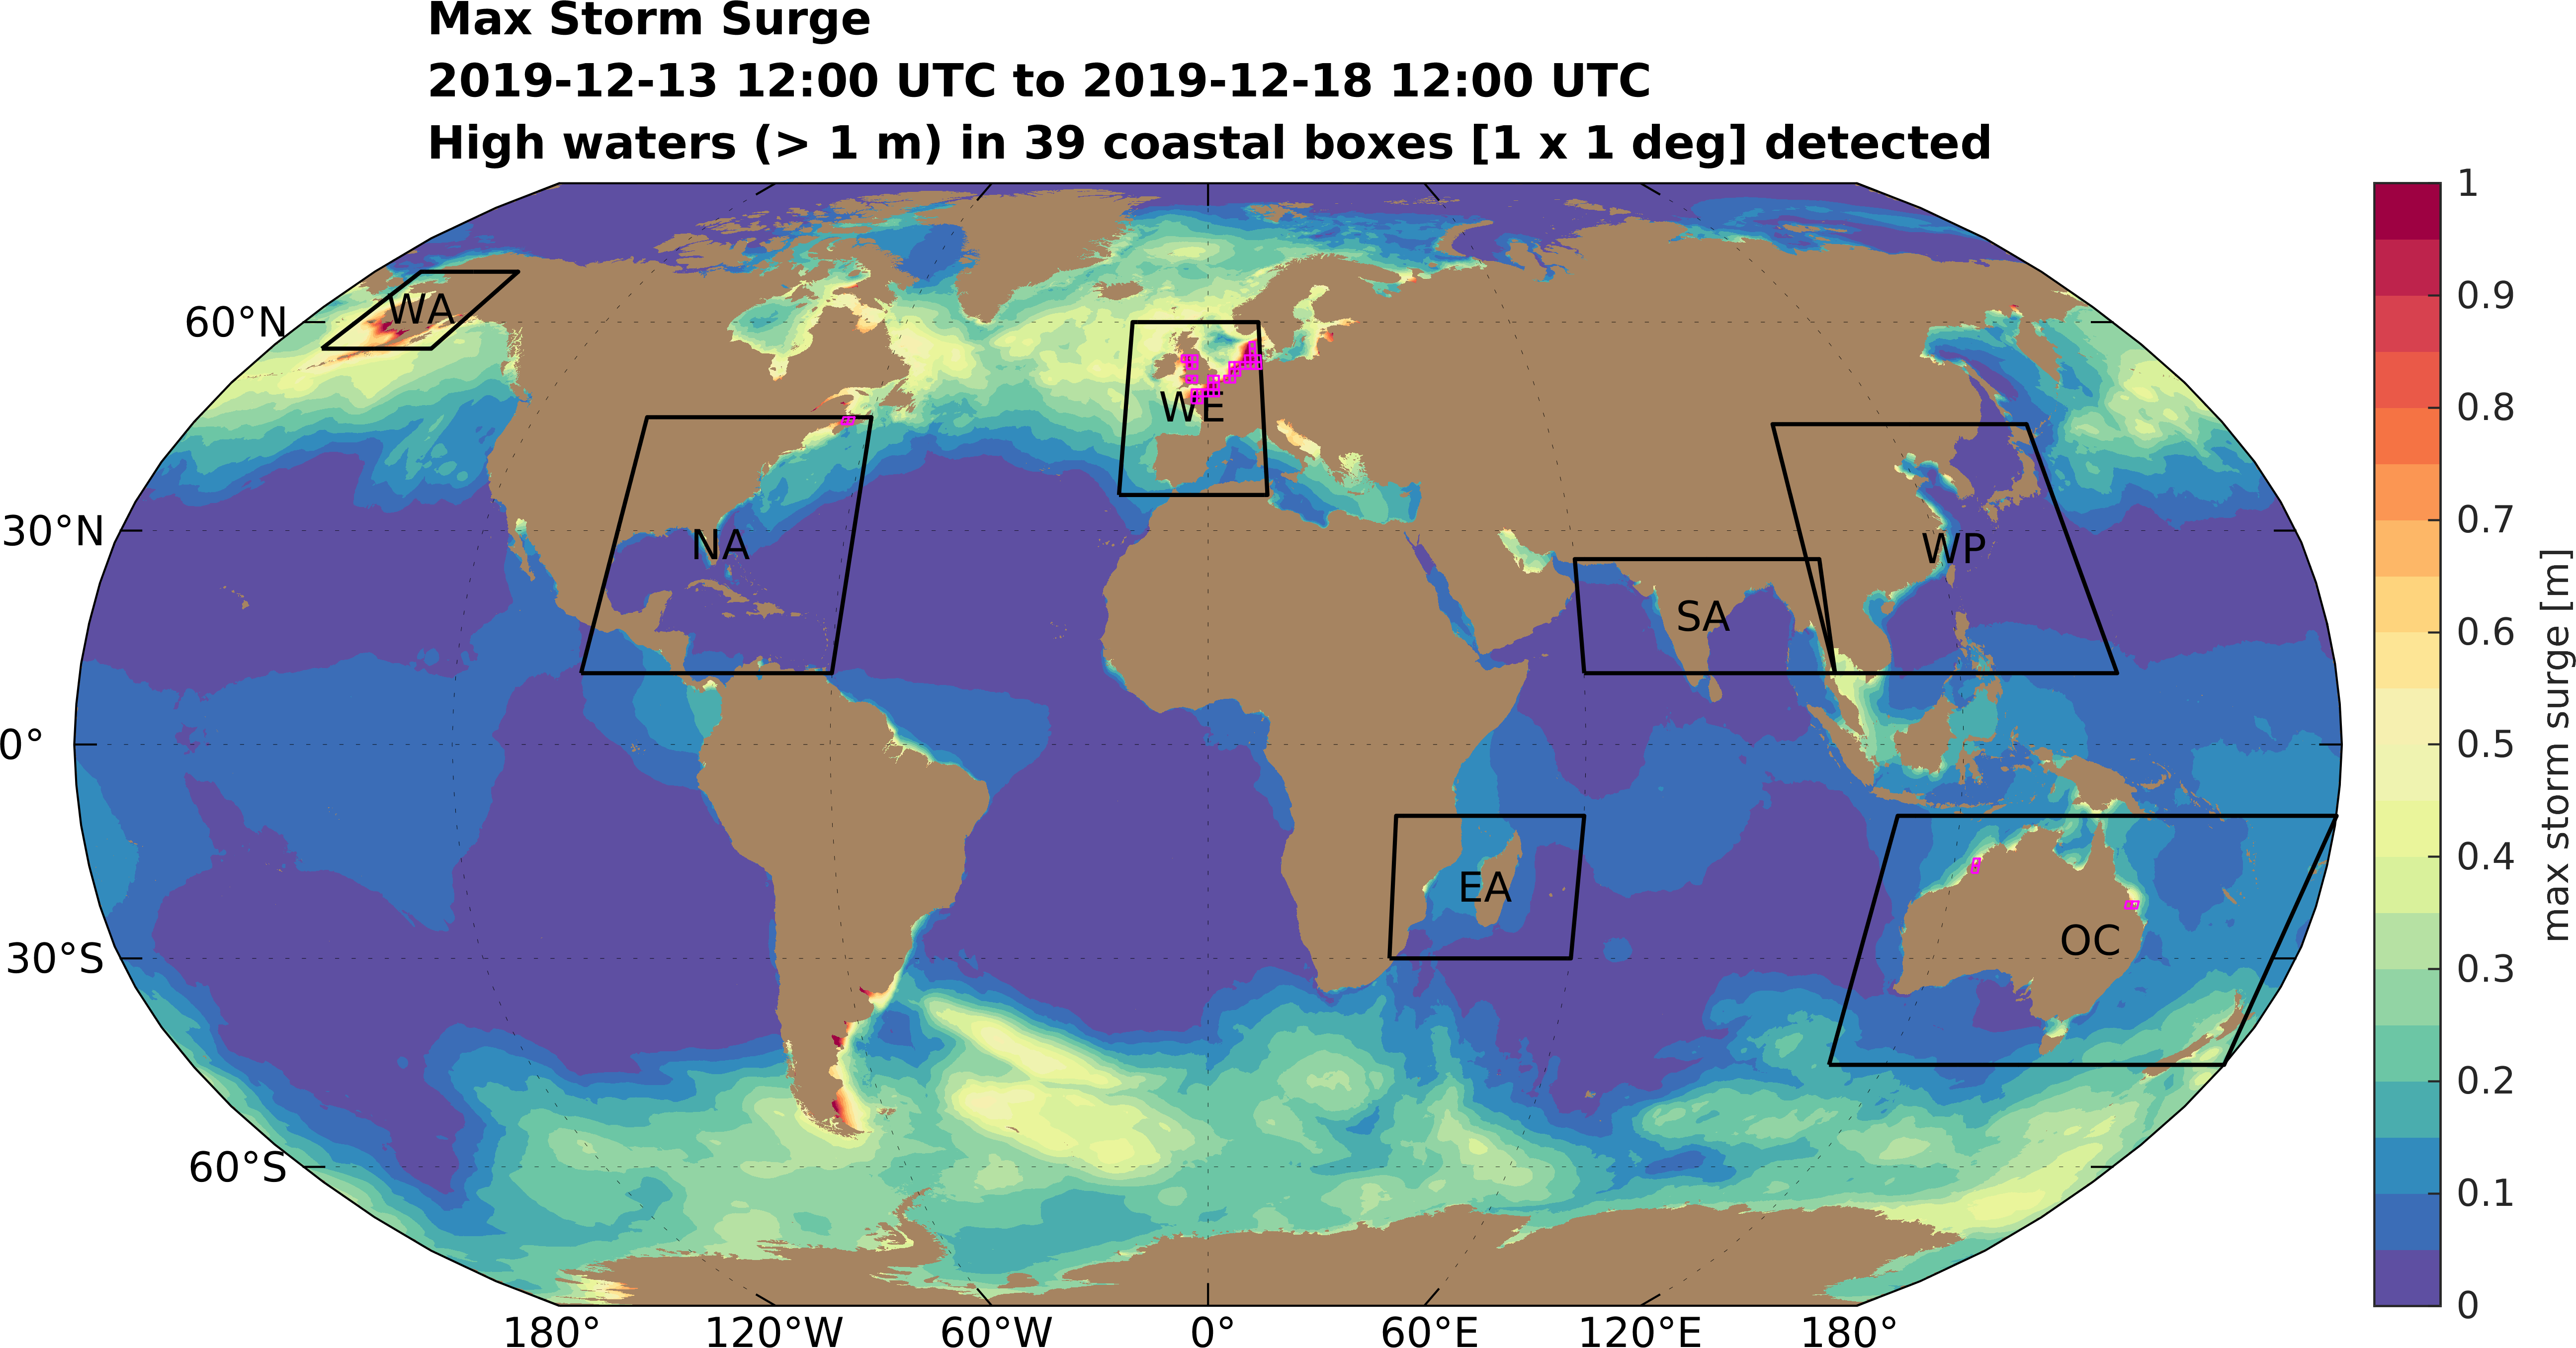 Max Storm Surge
2019-12-13 12:00 UTC to 2019-12-18 12:00 UTC
High waters (> 1 m) in 39 coastal boxes [1 x 1 deg] detected
60°N
30°N
0°
30°S
60°S
WA
NA
WE
SA
WP
EA
OC
180°
120°W
60°W
0°
60°E
120°E
180°
1
0.9
0.8
0.7
0.6
0.5
0.4
0.3
0.2
0.1
0
max storm surge [m]